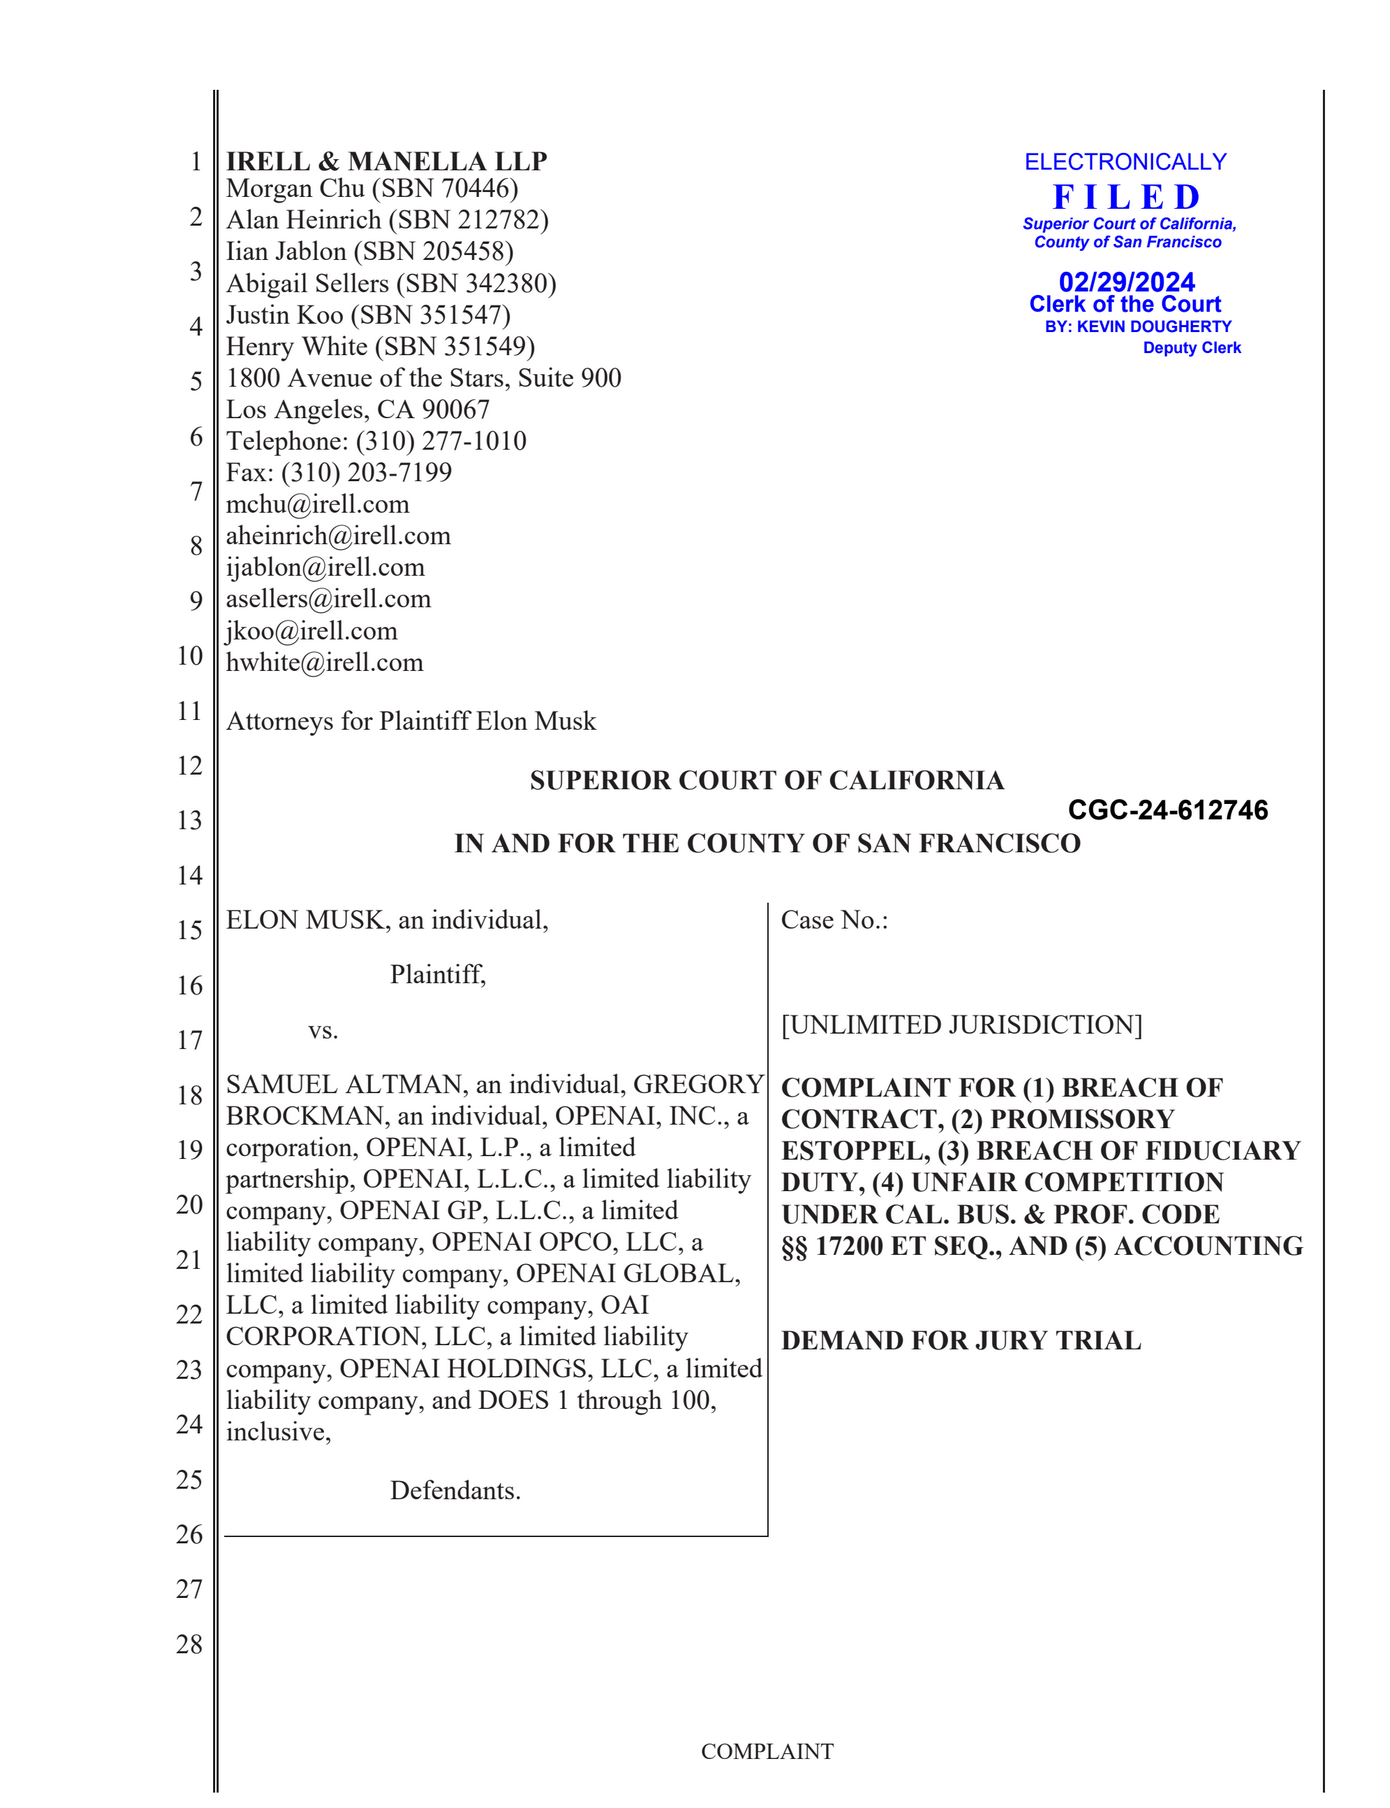 1 IRELL & MANELLA LLP
Morgan Chu (SBN 70446)
2 Alan Heinrich (SBN 212782)
Iian Jablon (SBN 205458)
3 Abigail Sellers (SBN 342380)
4 Justin Koo (SBN 351547)
Henry White (SBN 351549)
5 1800 Avenue of the Stars, Suite 900
Los Angeles, CA 90067
6 Telephone: (310) 277-1010
Fax: (310) 203-7199
7 mchu@irell.com
8 aheinrich@irell.com
ijablon@irell.com
9 asellers@irell.com
jkoo@irell.com
10 hwhite@irell.com
ELECTRONICALLY
FILED
Superior Court of California,
County of San Francisco
02/29/2024
Clerk of the Court
BY: KEVIN DOUGHERTY
Deputy Clerk
11 Attorneys for Plaintiff Elon Musk
12 SUPERIOR COURT OF CALIFORNIA
CGC-24-612746
13
IN AND FOR THE COUNTY OF SAN FRANCISCO
14
15 ELON MUSK, an individual,
16 Plaintiff,
17 vs.
18 SAMUEL ALTMAN, an individual, GREGORY
BROCKMAN, an individual, OPENAI, INC., a
19 corporation, OPENAI, L.P., a limited
partnership, OPENAI, L.L.C., a limited liability
20 company, OPENAI GP, L.L.C., a limited
liability company, OPENAI OPCO, LLC, a
21 limited liability company, OPENAI GLOBAL,
22 LLC, a limited liability company, OAI
CORPORATION, LLC, a limited liability
23 company, OPENAI HOLDINGS, LLC, a limited
liability company, and DOES 1 through 100,
24 inclusive,
25 Defendants.
26
Case No.:
[UNLIMITED JURISDICTION]
COMPLAINT FOR (1) BREACH OF
CONTRACT, (2) PROMISSORY
ESTOPPEL, (3) BREACH OF FIDUCIARY
DUTY, (4) UNFAIR COMPETITION
UNDER CAL. BUS. & PROF. CODE
§§ 17200 ET SEQ., AND (5) ACCOUNTING
DEMAND FOR JURY TRIAL
27
28
COMPLAINT